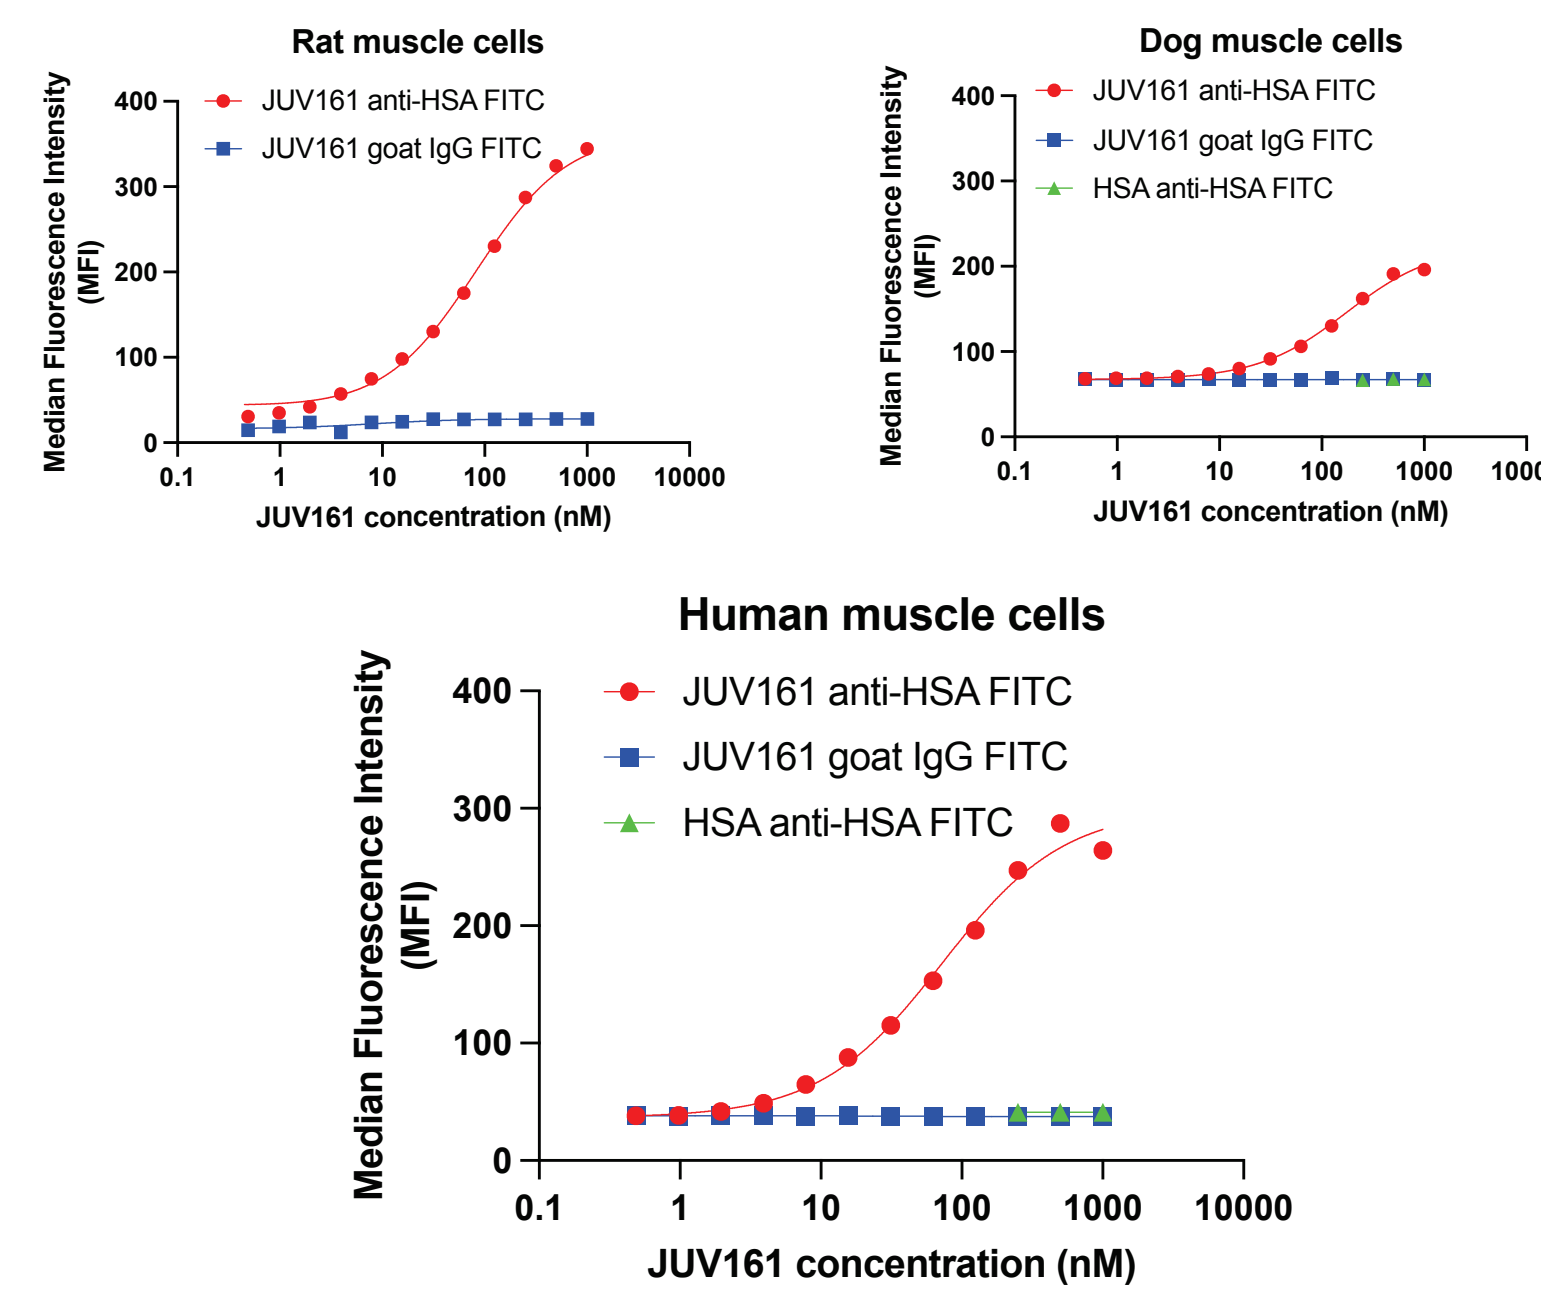 Rat muscle cells
Median Fluorescence Intensity
(MFI)
400
300
200
100
0
JUV161 anti-HSA FITC
JUV161 goat IgG FITC
0.1 1 10 100 1000 10000
JUV161 concentration (nM)
Dog muscle cells
Median Fluorescence Intensity
(MFI)
400
300
200
100
0
JUV161 anti-HSA FITC
JUV161 goat IgG FITC
HSA anti-HSA FITC
0.1 1 10 100 1000 1000
JUV161 concentration (nM)
Human muscle cells
Median Fluorescence Intensity
(MFI)
400
300
200
100
0
JUV161 anti-HSA FITC
JUV161 goat IgG FITC
HSA anti-HSA FITC
0.1 1 10 100 1000 10000
JUV161 concentration (nM)